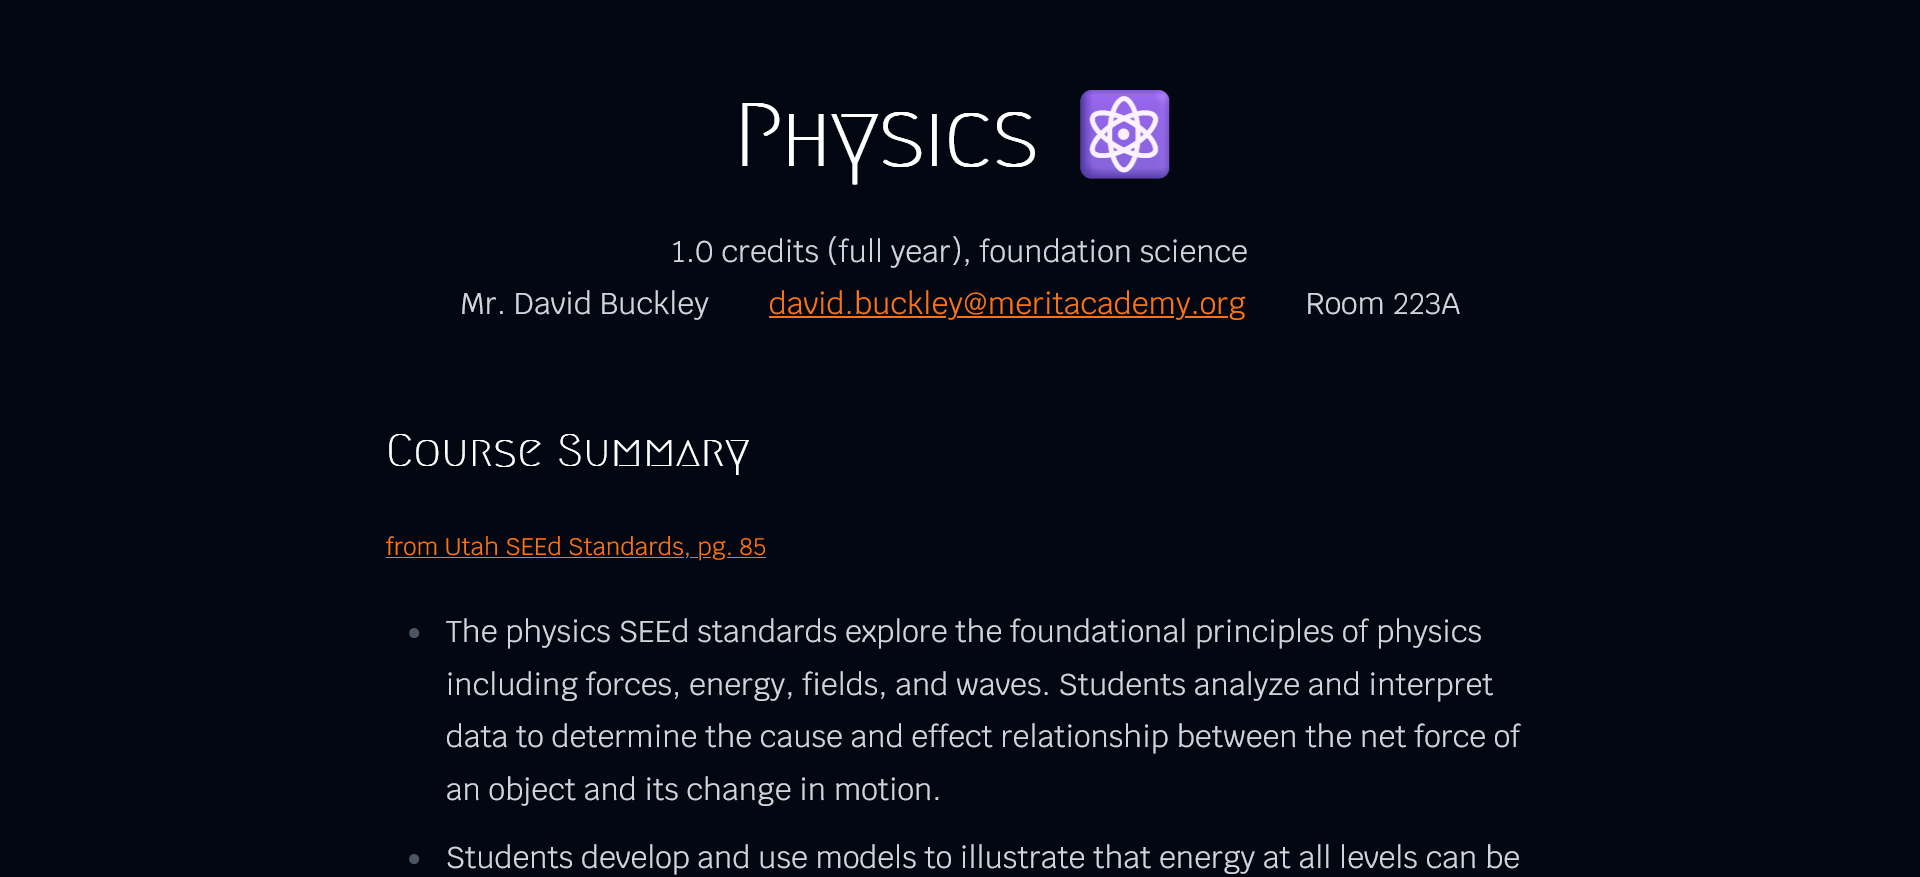 Physics
1.0 credits (full year), foundation science
Mr. David Buckley david.buckley@meritacademy.org Room 223A
Course Summary
from Utah SEEd Standards, pg. 85
The physics SEEd standards explore the foundational principles of physics
including forces, energy, fields, and waves. Students analyze and interpret
data to determine the cause and effect relationship between the net force of
an object and its change in motion.
Students develop and use models to illustrate that energy at all levels can be